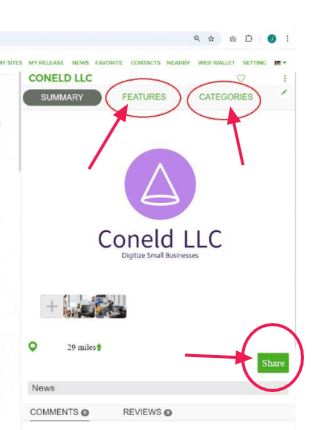 MY SITES MY RELEASE NEWS FAVORITE CONTACTS NEARBY WEB WALLET SETTING
CONELD LLC
SUMMARY FEATURES CATEGORIES
Coneld LLC
Digitize Small Businesses
29 miles
Share
News
COMMENTS 0 REVIEWS 0